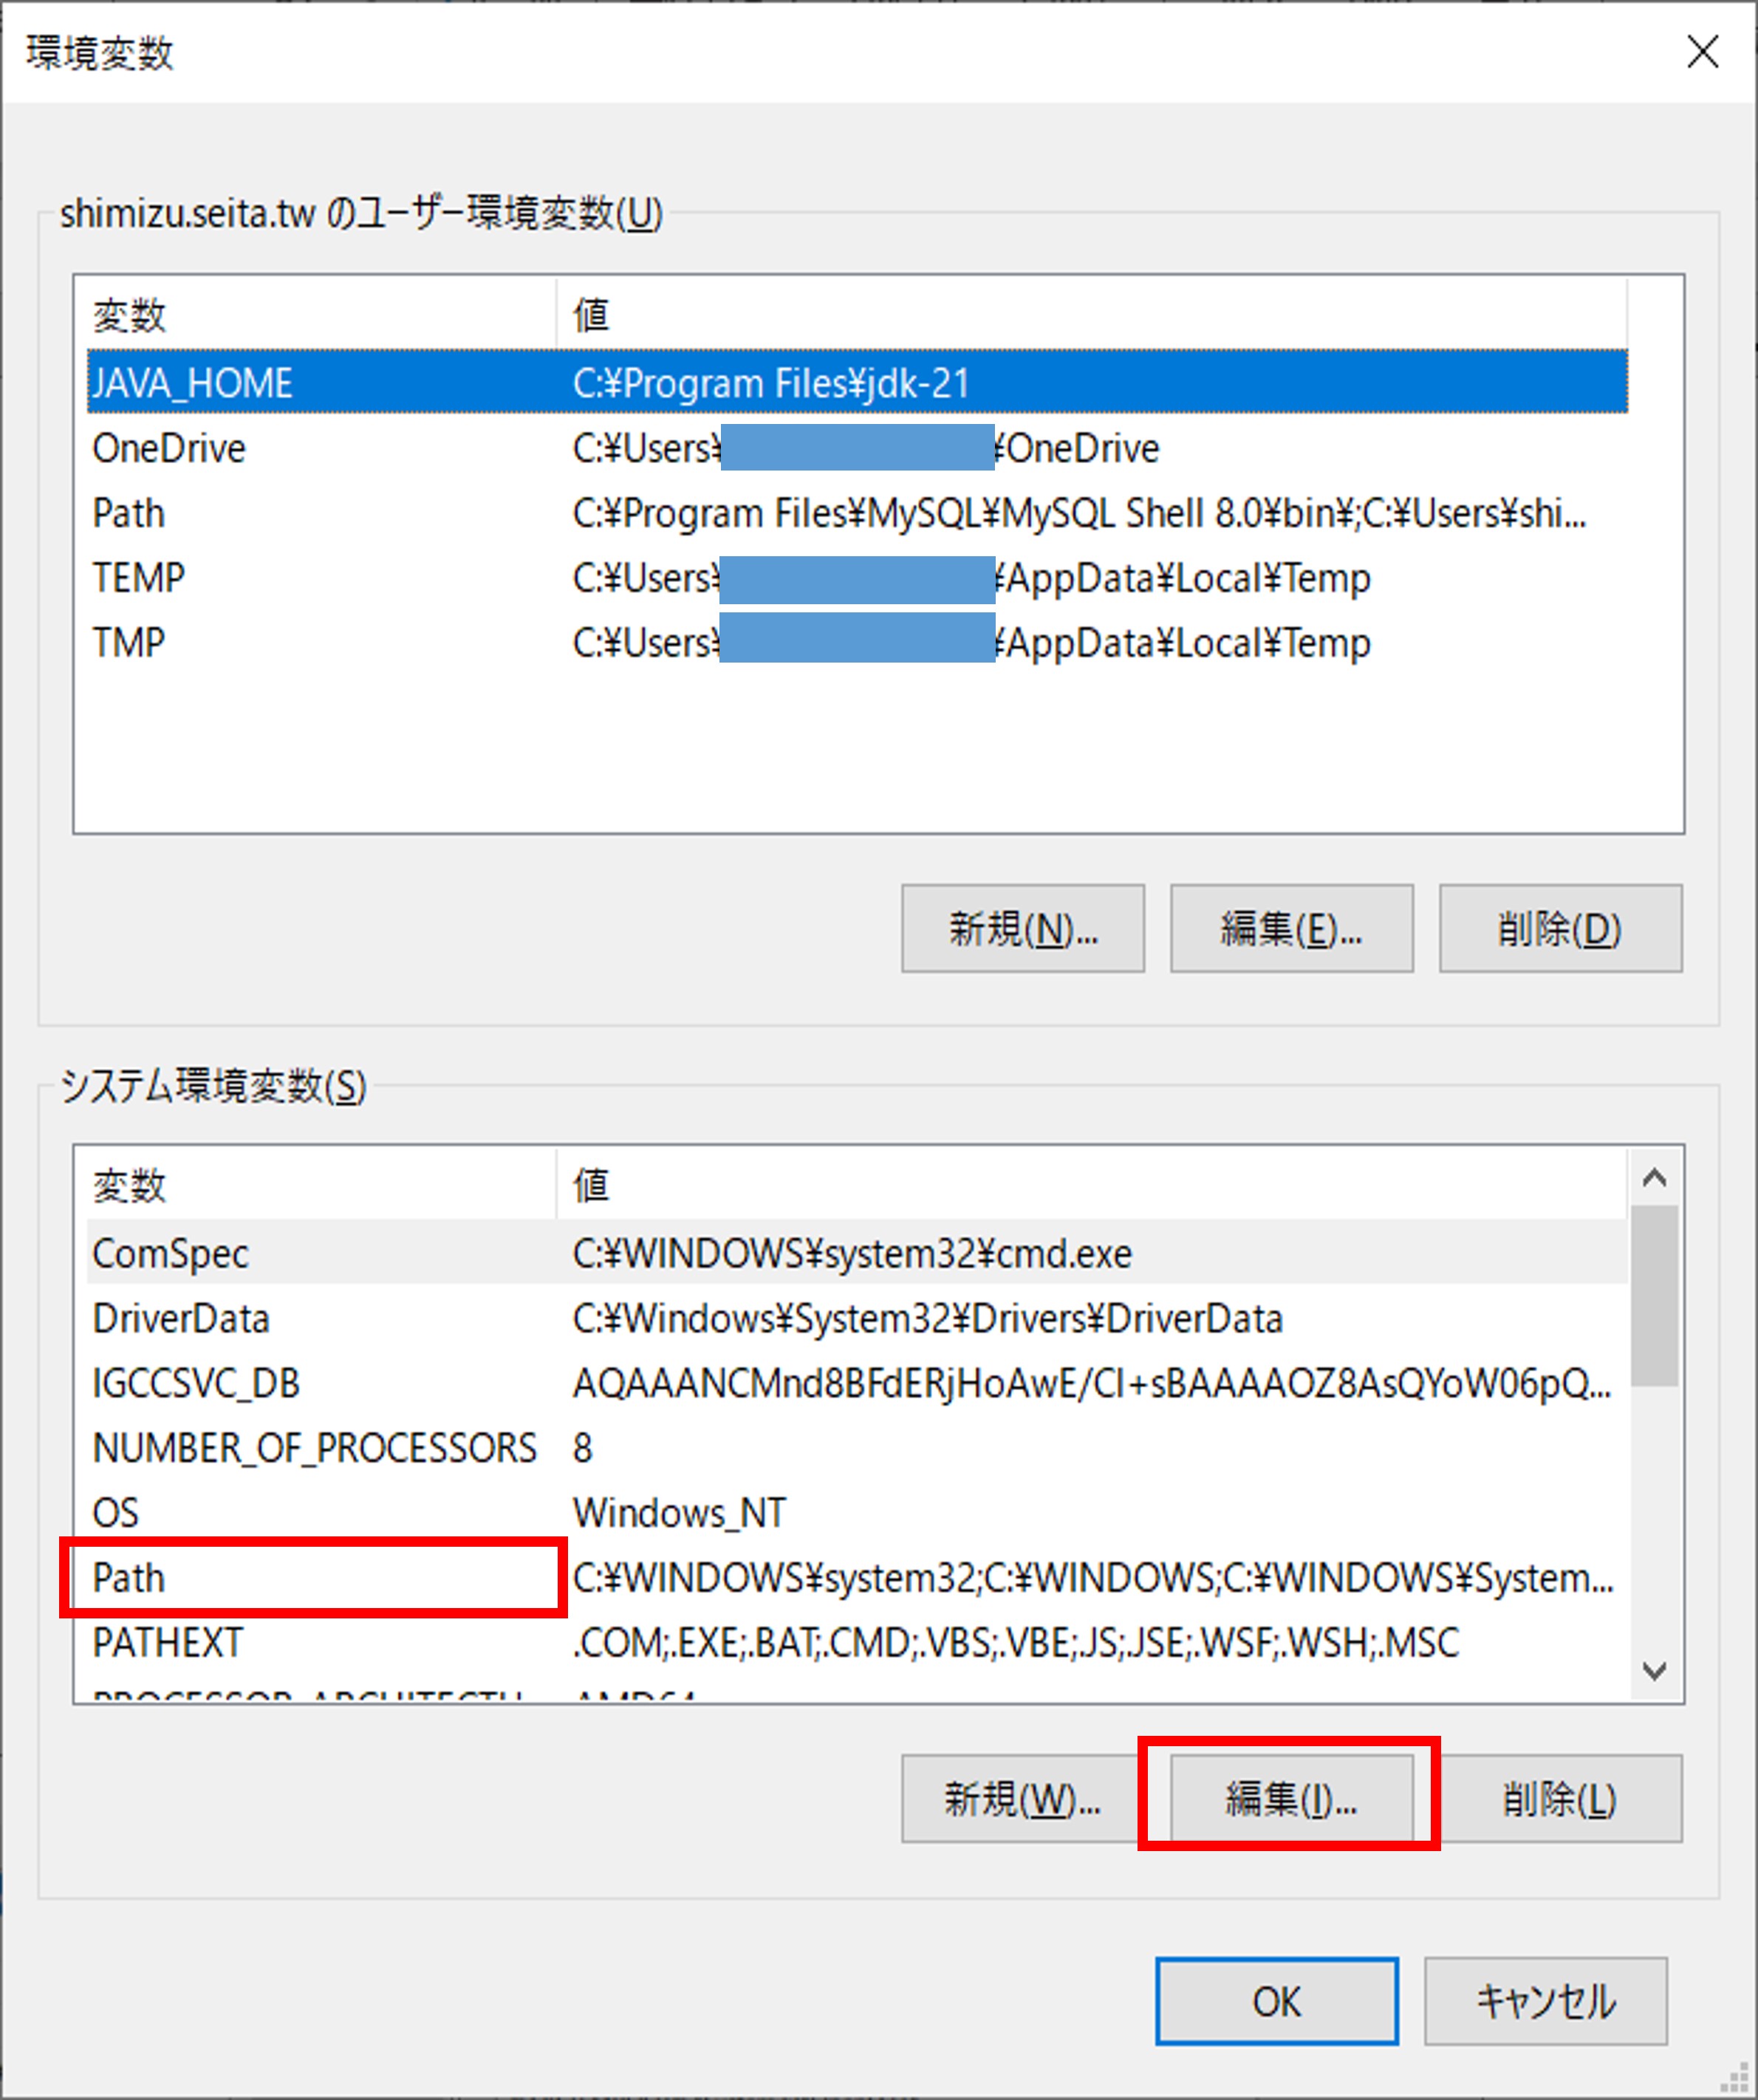 環境変数
shimizu.seita.tw のユーザー環境変数(U)
変数 値
JAVA_HOME C:¥Program Files¥jdk-21
OneDrive C:¥Users¥ ¥OneDrive
Path C:¥Program Files¥MySQL¥MySQL Shell 8.0¥bin¥;C:¥Users¥shi...
TEMP C:¥Users¥ ¥AppData¥Local¥Temp
TMP C:¥Users¥ ¥AppData¥Local¥Temp
新規(N)... 編集(E)... 削除(D)
システム環境変数(S)
変数 値
ComSpec C:¥WINDOWS¥system32¥cmd.exe
DriverData C:¥Windows¥System32¥Drivers¥DriverData
IGCCSVC_DB AQAAANCMnd8BFdERjHoAwE/Cl+sBAAAAOZ8AsQYoW06pQ...
NUMBER_OF_PROCESSORS 8
OS Windows_NT
Path C:¥WINDOWS¥system32;C:¥WINDOWS;C:¥WINDOWS¥System...
PATHEXT .COM;.EXE;.BAT;.CMD;.VBS;.VBE;.JS;.JSE;.WSF;.WSH;.MSC
新規(W)... 編集(I)... 削除(L)
OK キャンセル